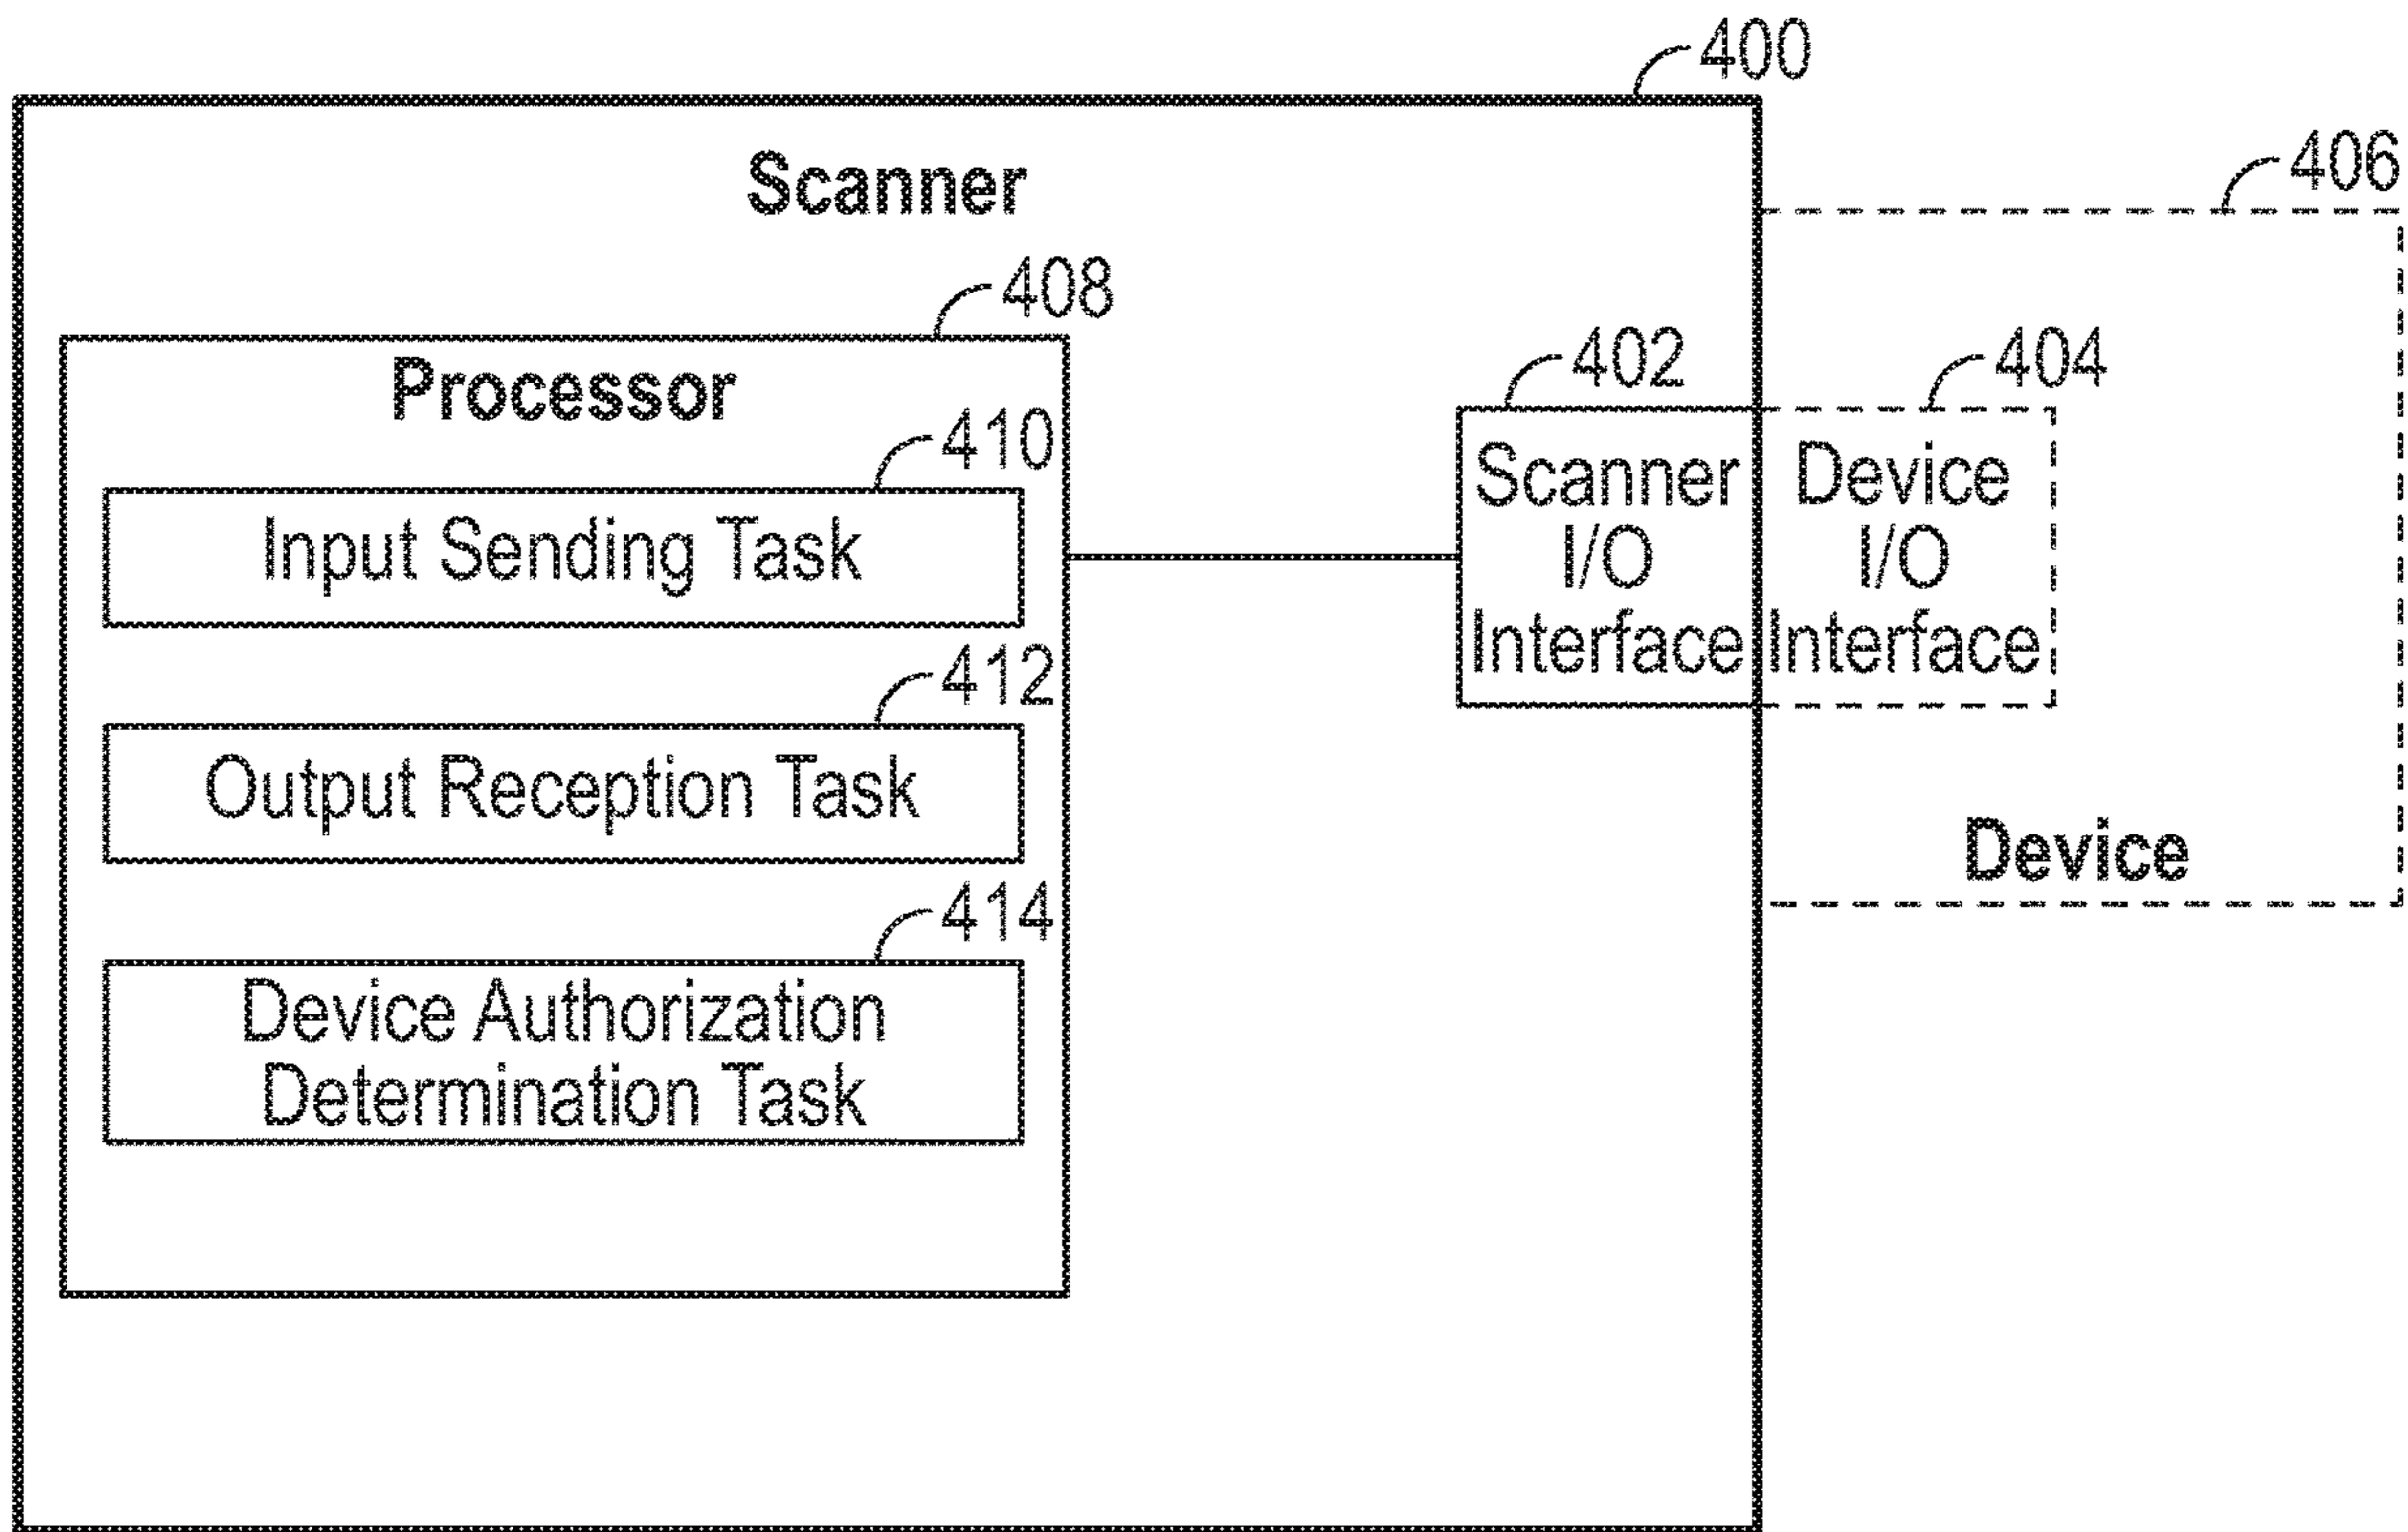 400
Scanner
406
408
Processor
402
404
410
Input Sending Task
Scanner
I/O
Interface
Device
I/O
Interface
412
Output Reception Task
Device
414
Device Authorization
Determination Task